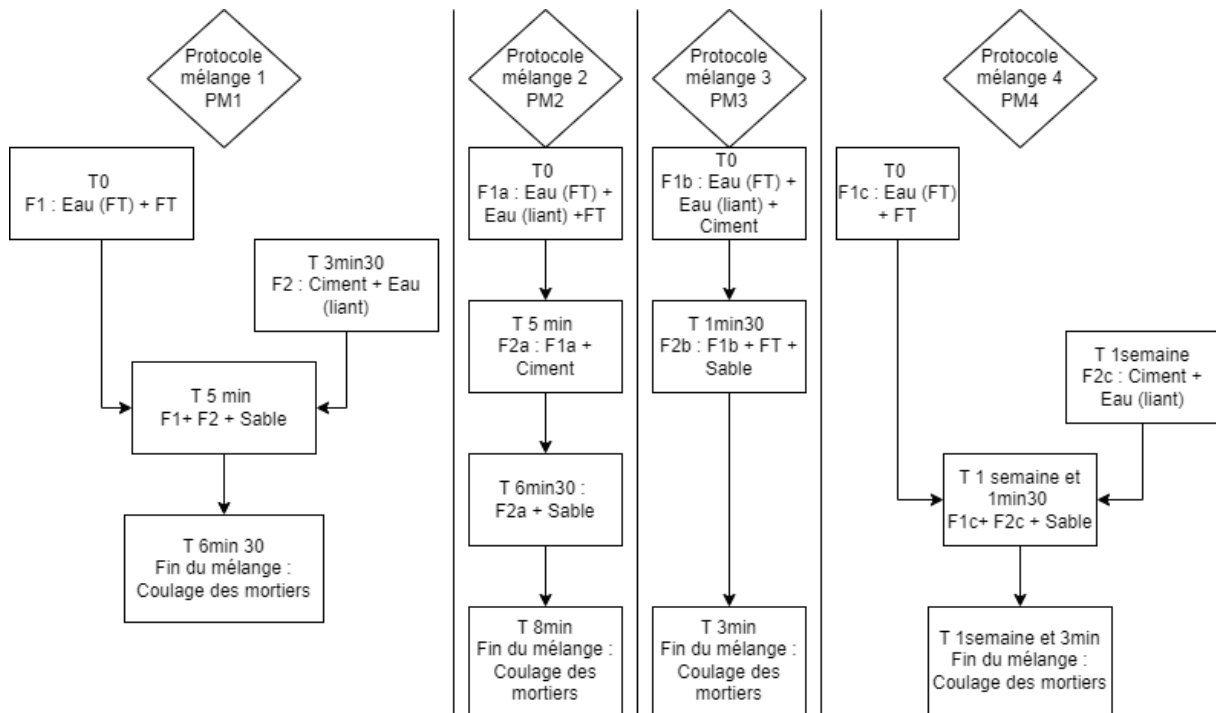 Protocole
mélange 1
PM1
T0
F1 : Eau (FT) + FT
T 3min30
F2 : Ciment + Eau
(liant)
T 5 min
F1+ F2 + Sable
T 6min 30
Fin du mélange :
Coulage des mortiers
Protocole
mélange 2
PM2
T0
F1a : Eau (FT) +
Eau (liant) +FT
T 5 min
F2a : F1a +
Ciment
T 6min30 :
F2a + Sable
T 8min
Fin du mélange :
Coulage des
mortiers
Protocole
mélange 3
PM3
T0
F1b : Eau (FT) +
Eau (liant) +
Ciment
T 1min30
F2b : F1b + FT +
Sable
T 3min
Fin du mélange :
Coulage des
mortiers
Protocole
mélange 4
PM4
T0
F1c : Eau (FT)
+ FT
T 1semaine
F2c : Ciment +
Eau (liant)
T 1 semaine et
1min30
F1c+ F2c + Sable
T 1semaine et 3min
Fin du mélange :
Coulage des mortiers